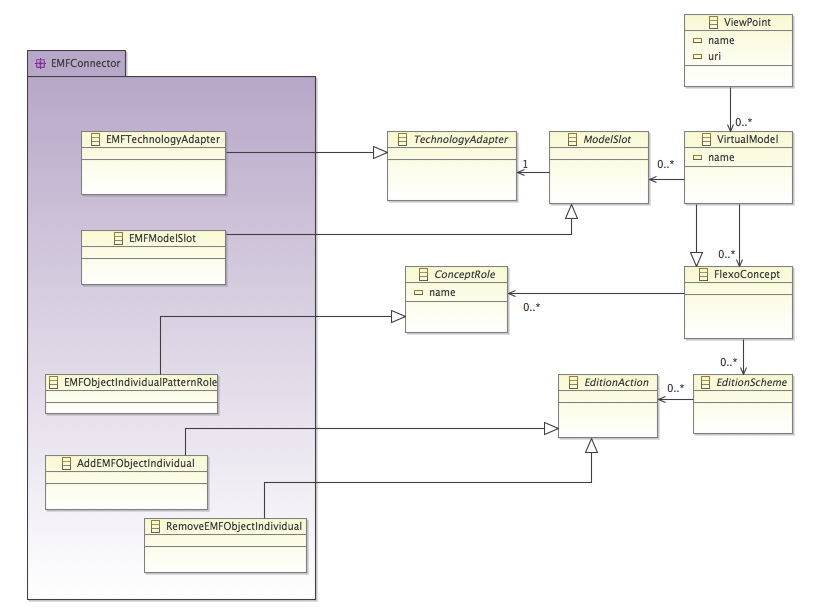 ViewPoint
name
uri
0..*
EMFConnector
EMFTechnologyAdapter
TechnologyAdapter
1
ModelSlot
0..*
VirtualModel
name
EMFModelSlot
0..*
ConceptRole
name
0..*
FlexoConcept
0..*
EMFObjectIndividualPatternRole
EditionAction
0..*
EditionScheme
AddEMFObjectIndividual
RemoveEMFObjectIndividual